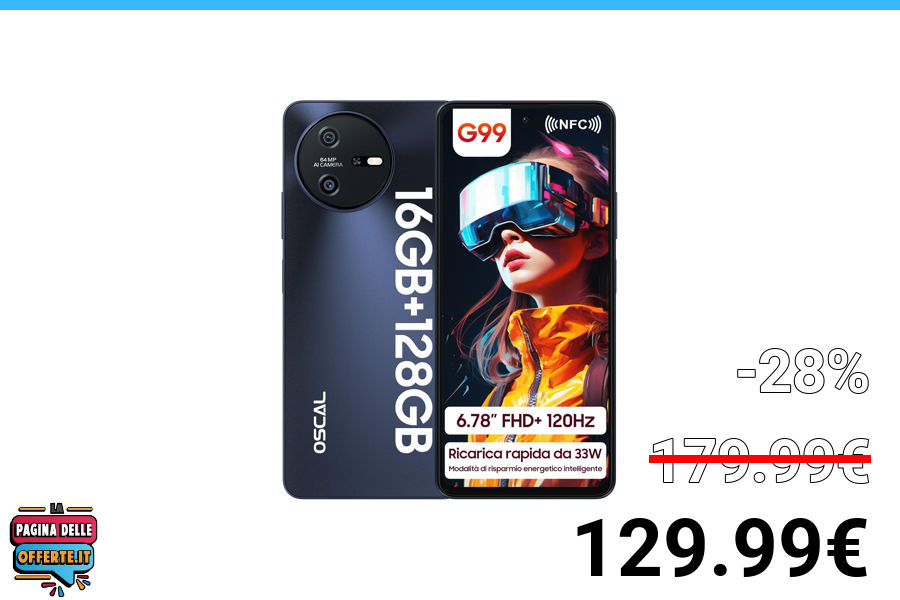 64 MP
AI CAMERA
16GB+128GB
OSCAL
G99
NFC
6.78” FHD+ 120Hz
Ricarica rapida da 33W
Modalità di risparmio energetico intelligente
-28%
179.99€
129.99€
LA
PAGINA DELLE
OFFERTE.IT